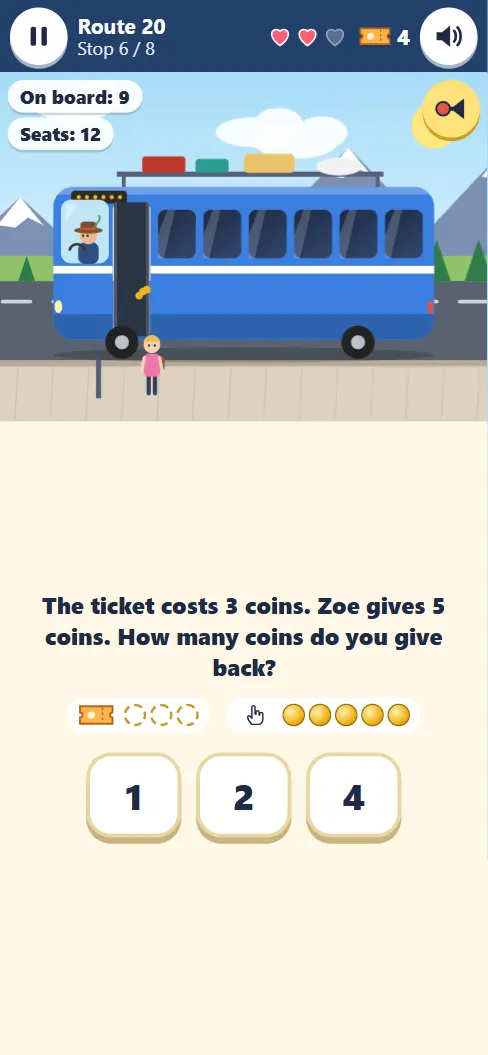 Route 20
Stop 6 / 8
4
On board: 9
Seats: 12
The ticket costs 3 coins. Zoe gives 5
coins. How many coins do you give
back?
1
2
4